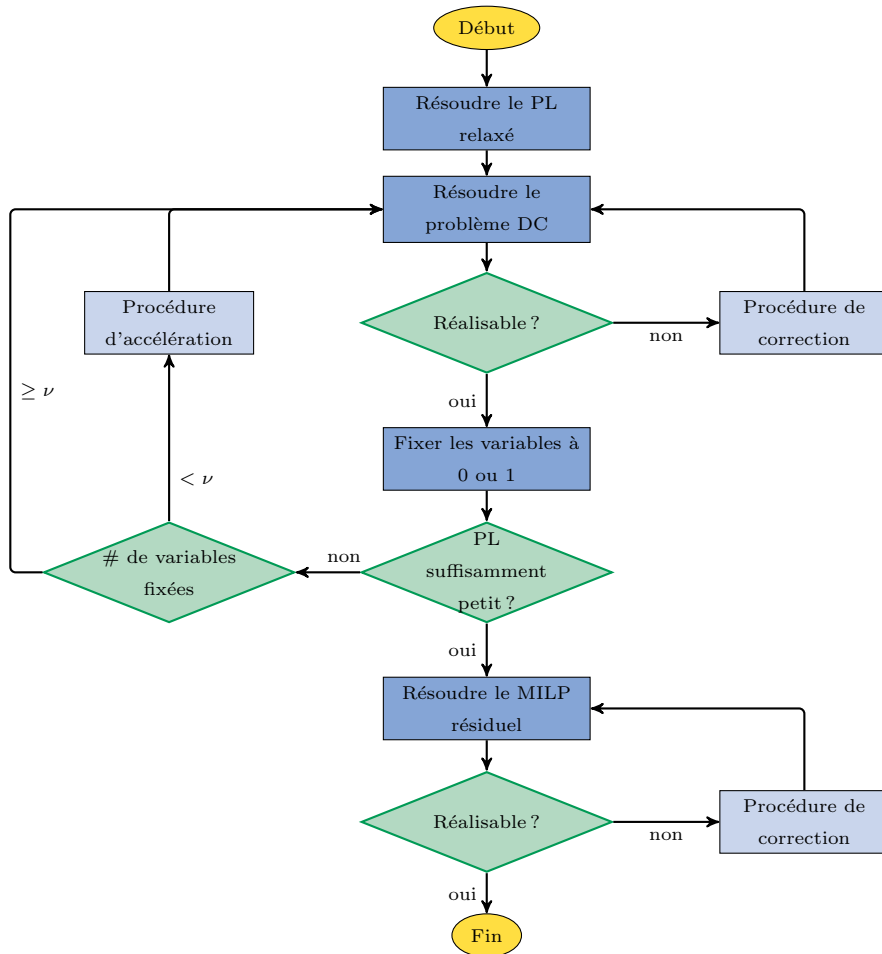 Début
Résoudre le PL
relaxé
Résoudre le
problème DC
Procédure
d'accélération
Réalisable ?
non
Procédure de
correction
≥ ν
oui
Fixer les variables à
0 ou 1
< ν
# de variables
fixées
non
PL
suffisamment
petit ?
oui
Résoudre le MILP
résiduel
Réalisable ?
non
Procédure de
correction
oui
Fin